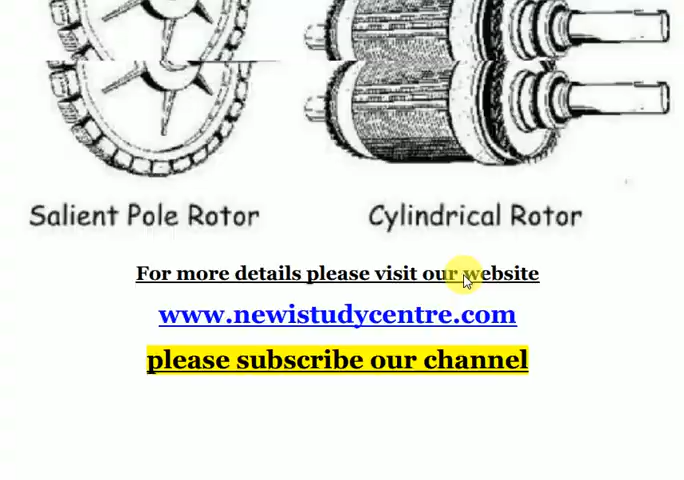 Salient Pole Rotor
Cylindrical Rotor
For more details please visit our website
www.newistudycentre.com
please subscribe our channel